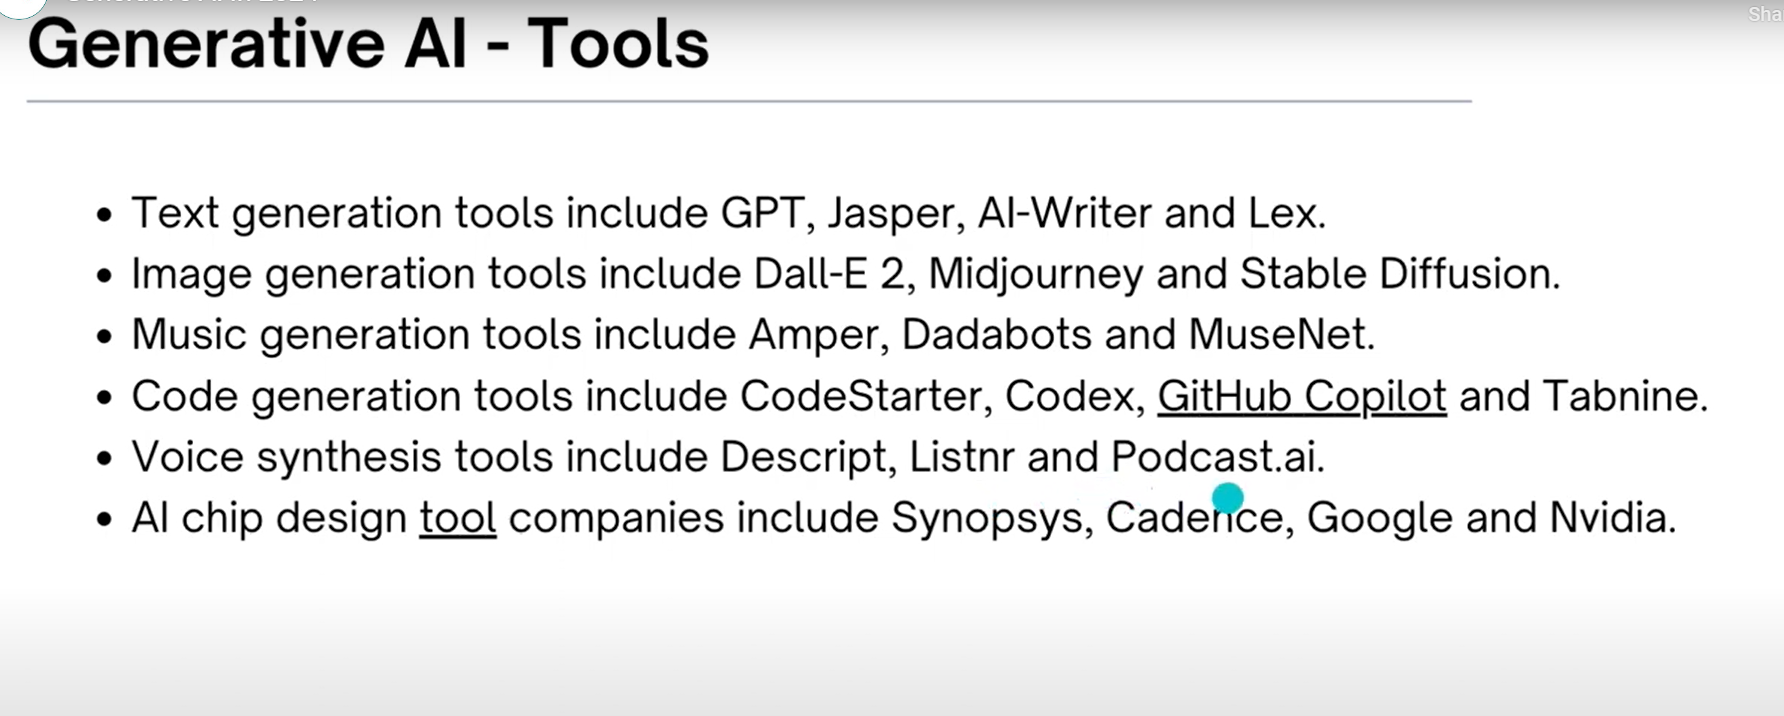 Sha
Generative AI - Tools
• Text generation tools include GPT, Jasper, AI-Writer and Lex.
• Image generation tools include Dall-E 2, Midjourney and Stable Diffusion.
• Music generation tools include Amper, Dadabots and MuseNet.
• Code generation tools include CodeStarter, Codex, GitHub Copilot and Tabnine.
• Voice synthesis tools include Descript, Listnr and Podcast.ai.
• AI chip design tool companies include Synopsys, Cadence, Google and Nvidia.